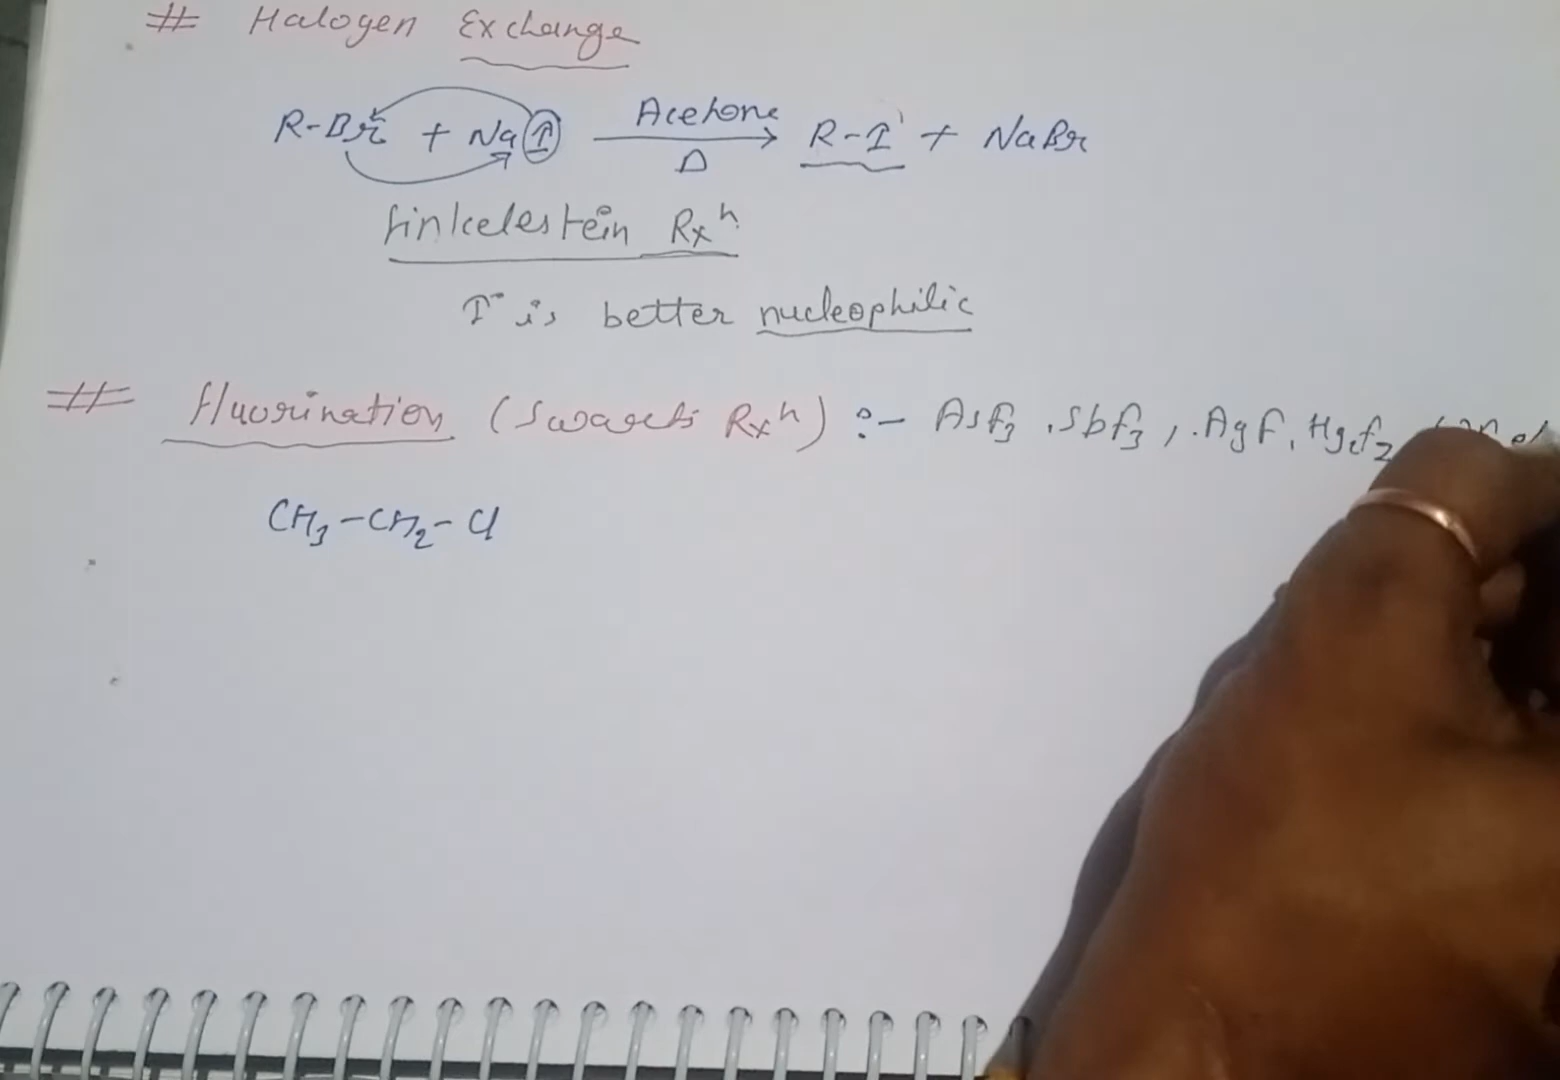 # Halogen Exchange
R-Br + NaI Acetone → Δ R-I + NaBr
finkelestein Rxⁿ
I⁻ is better nucleophilic
# fluorination (Swarts Rxⁿ) :- Asf₃, Sbf₃, AgF, Hg₂f₂
CH₃-CH₂-Cl